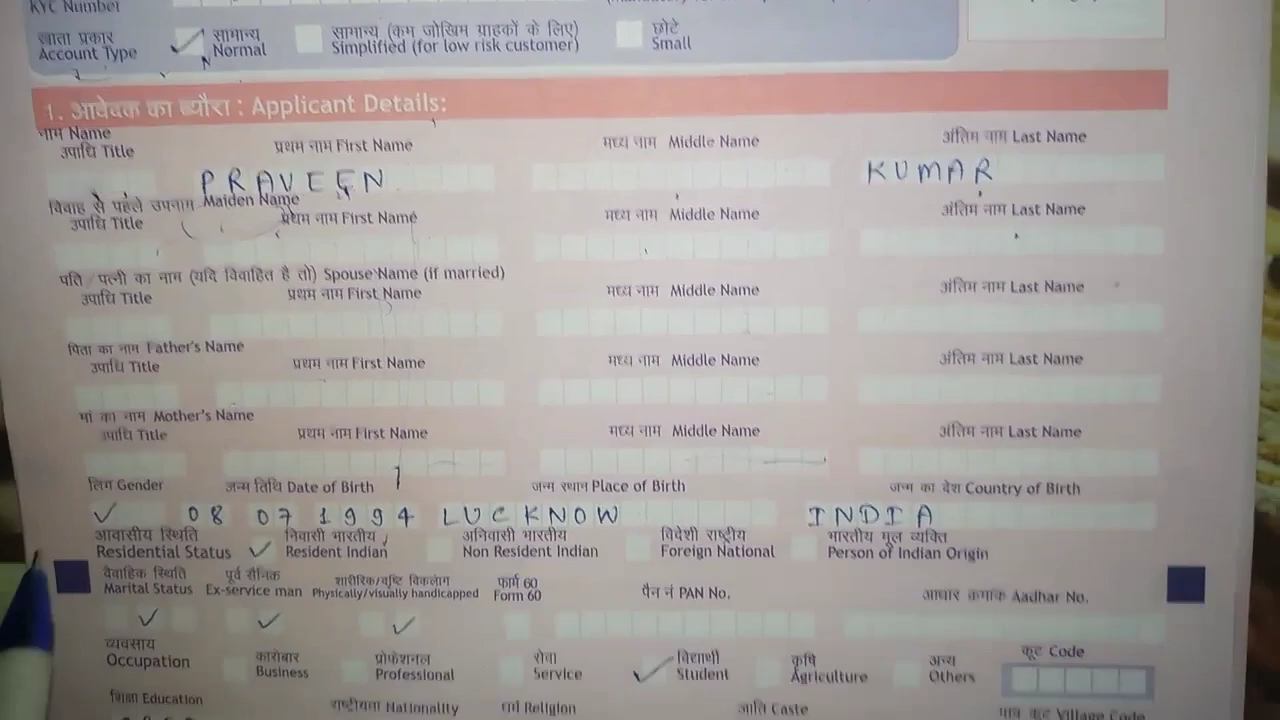 KYC Number
खाता प्रकार सामान्य सामान्य (कम जोखिम ग्राहकों के लिए) छोटे
Account Type Normal Simplified (for low risk customer) Small
1. आवेदक का ब्यौरा : Applicant Details:
नाम Name
उपाधि Title प्रथम नाम First Name मध्य नाम Middle Name अंतिम नाम Last Name
PRAVEEN KUMAR
विवाह से पहले उपनाम Maiden Name
उपाधि Title प्रथम नाम First Name मध्य नाम Middle Name अंतिम नाम Last Name
पति / पत्नी का नाम (यदि विवाहित है तो) Spouse Name (if married)
उपाधि Title प्रथम नाम First Name मध्य नाम Middle Name अंतिम नाम Last Name
पिता का नाम Father's Name
उपाधि Title प्रथम नाम First Name मध्य नाम Middle Name अंतिम नाम Last Name
मां का नाम Mother's Name
उपाधि Title प्रथम नाम First Name मध्य नाम Middle Name अंतिम नाम Last Name
लिंग Gender जन्म तिथि Date of Birth जन्म स्थान Place of Birth जन्म का देश Country of Birth
✓ 08 07 1994 LUCKNOW INDIA
आवासीय स्थिति निवासी भारतीय अनिवासी भारतीय विदेशी राष्ट्रीय भारतीय मूल व्यक्ति
Residential Status ✓ Resident Indian Non Resident Indian Foreign National Person of Indian Origin
वैवाहिक स्थिति पूर्व सैनिक शारीरिक/दृष्टि विकलांग फार्म 60
Marital Status Ex-service man Physically/visually handicapped Form 60 पैन नं PAN No. आधार क्रमांक Aadhar No.
✓ ✓ ✓
व्यवसाय कारोबार प्रोफेशनल सेवा विद्यार्थी कृषि अन्य कूट Code
Occupation Business Professional Service ✓ Student Agriculture Others
शिक्षा Education राष्ट्रीयता Nationality धर्म Religion जाति Caste ग्राम कूट Village Code